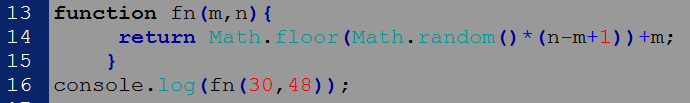 13 function fn(m,n){
14 return Math.floor(Math.random()*(n-m+1))+m;
15 }
16 console.log(fn(30,48));